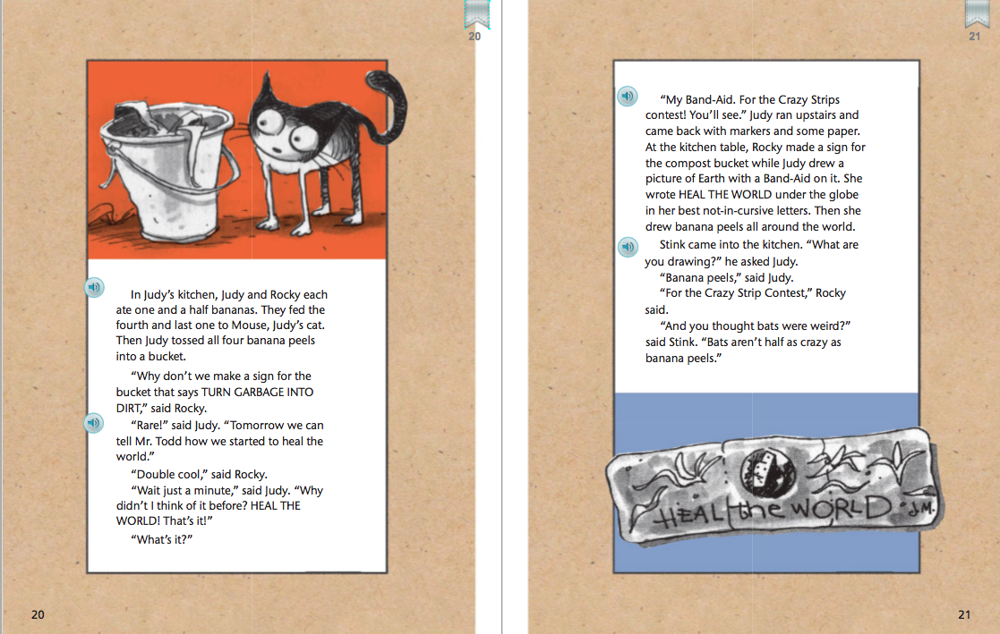 20
In Judy’s kitchen, Judy and Rocky each
ate one and a half bananas. They fed the
fourth and last one to Mouse, Judy’s cat.
Then Judy tossed all four banana peels
into a bucket.
“Why don’t we make a sign for the
bucket that says TURN GARBAGE INTO
DIRT,” said Rocky.
“Rare!” said Judy. “Tomorrow we can
tell Mr. Todd how we started to heal the
world.”
“Double cool,” said Rocky.
“Wait just a minute,” said Judy. “Why
didn’t I think of it before? HEAL THE
WORLD! That’s it!”
“What’s it?”
20
21
“My Band-Aid. For the Crazy Strips
contest! You’ll see.” Judy ran upstairs and
came back with markers and some paper.
At the kitchen table, Rocky made a sign for
the compost bucket while Judy drew a
picture of Earth with a Band-Aid on it. She
wrote HEAL THE WORLD under the globe
in her best not-in-cursive letters. Then she
drew banana peels all around the world.
Stink came into the kitchen. “What are
you drawing?” he asked Judy.
“Banana peels,” said Judy.
“For the Crazy Strip Contest,” Rocky
said.
“And you thought bats were weird?”
said Stink. “Bats aren’t half as crazy as
banana peels.”
HEAL the WORLD J.M.
21